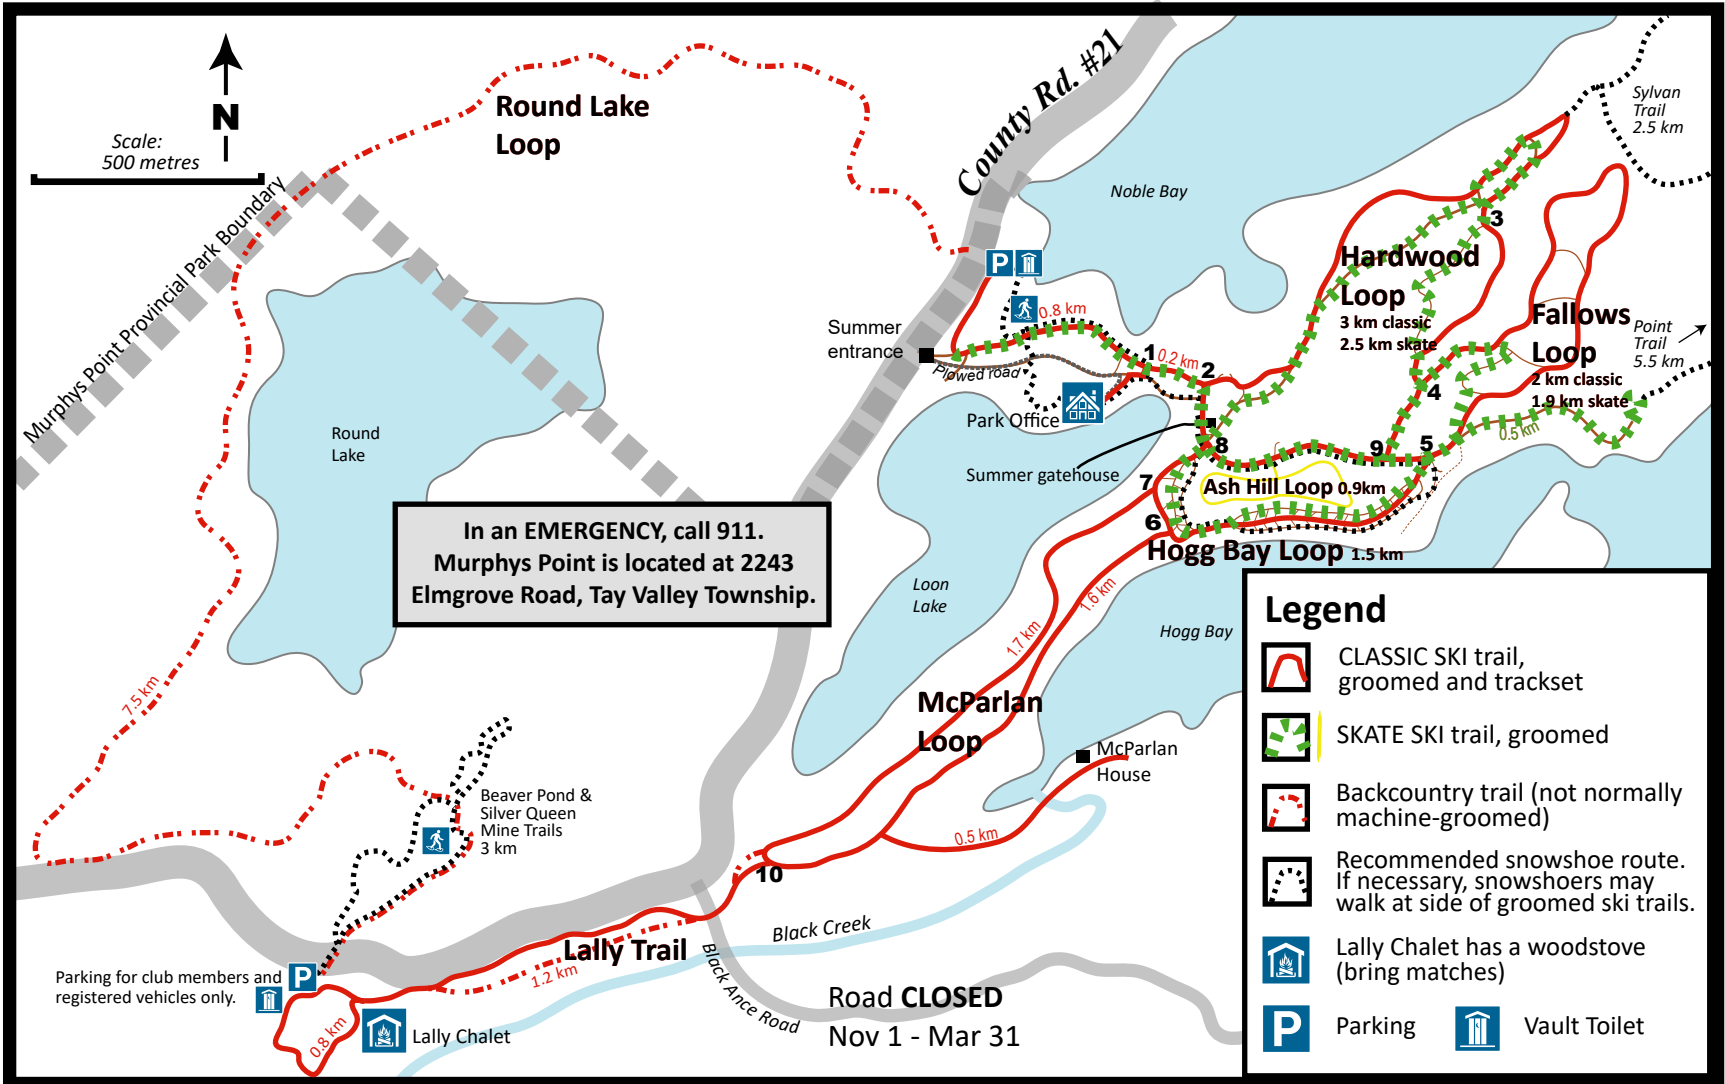 Round Lake
Loop
N
Scale:
500 metres
Murphys Point Provincial Park Boundary
County Rd. #21
Noble Bay
Sylvan
Trail
2.5 km
Hardwood
Loop
3 km classic
2.5 km skate
3
Fallows
Loop
2 km classic
1.9 km skate
Point
Trail
5.5 km
P
Summer
entrance
0.8 km
Plowed road
1
0.2 km
2
Park Office
Summer gatehouse
4
0.5 km
8
9
5
7
6
Ash Hill Loop 0.9km
Hogg Bay Loop 1.5 km
Round
Lake
In an EMERGENCY, call 911.
Murphys Point is located at 2243
Elmgrove Road, Tay Valley Township.
Loon
Lake
1.6 km
1.7 km
Hogg Bay
7.5 km
McParlan
Loop
McParlan
House
0.5 km
Beaver Pond &
Silver Queen
Mine Trails
3 km
10
Black Creek
Lally Trail
1.2 km
Black Ance Road
Parking for club members and
registered vehicles only.
P
0.8 km
Lally Chalet
Road CLOSED
Nov 1 - Mar 31
Legend
CLASSIC SKI trail,
groomed and trackset
SKATE SKI trail, groomed
Backcountry trail (not normally
machine-groomed)
Recommended snowshoe route.
If necessary, snowshoers may
walk at side of groomed ski trails.
Lally Chalet has a woodstove
(bring matches)
P
Parking
Vault Toilet